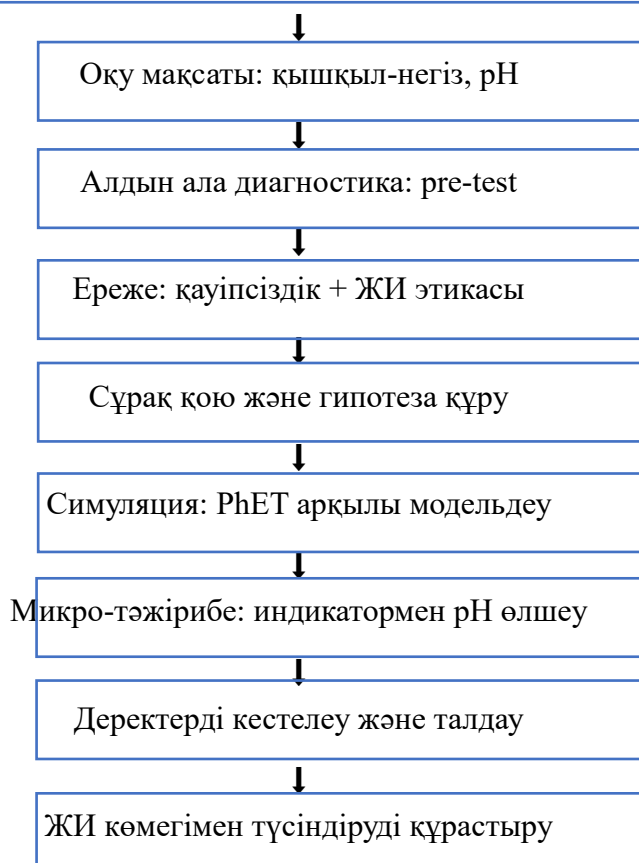 Оқу мақсаты: қышқыл-негіз, pH
Алдын ала диагностика: pre-test
Ереже: қауіпсіздік + ЖИ этикасы
Сұрақ қою және гипотеза құру
Симуляция: PhET арқылы модельдеу
Микро-тәжірибе: индикатормен pH өлшеу
Деректерді кестелеу және талдау
ЖИ көмегімен түсіндіруді құрастыру